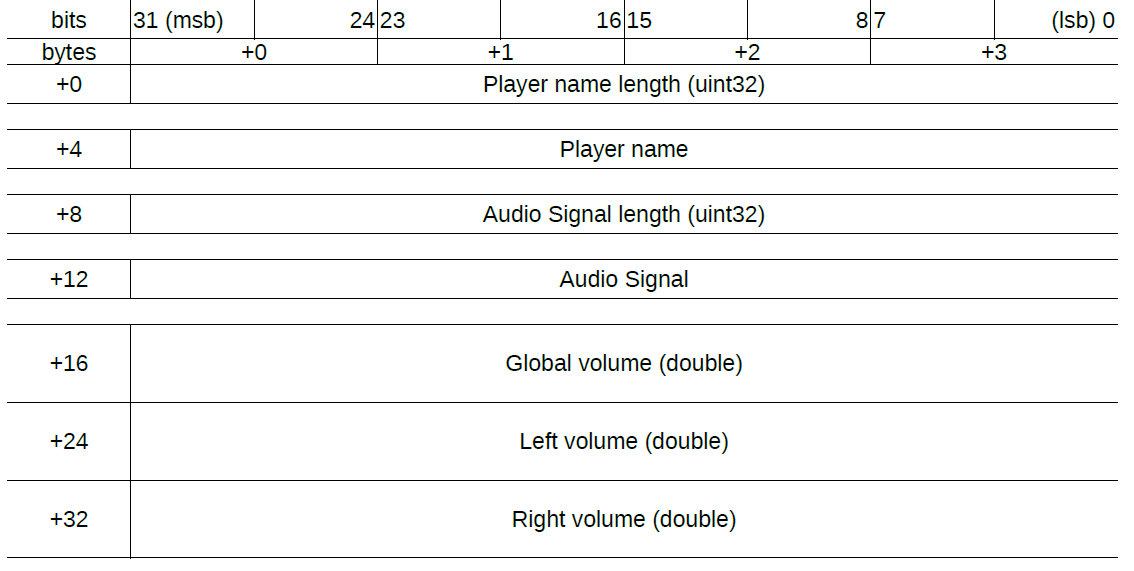 bits 31 (msb) 24 23 16 15 8 7 (lsb) 0
bytes +0 +1 +2 +3
+0 Player name length (uint32)
+4 Player name
+8 Audio Signal length (uint32)
+12 Audio Signal
+16 Global volume (double)
+24 Left volume (double)
+32 Right volume (double)